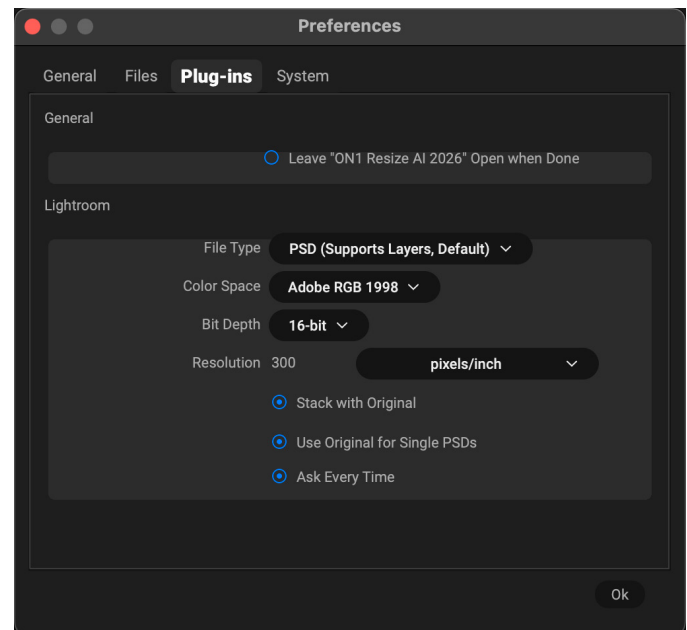 Preferences
General Files Plug-ins System
General
Leave "ON1 Resize AI 2026" Open when Done
Lightroom
File Type PSD (Supports Layers, Default)
Color Space Adobe RGB 1998
Bit Depth 16-bit
Resolution 300 pixels/inch
Stack with Original
Use Original for Single PSDs
Ask Every Time
Ok